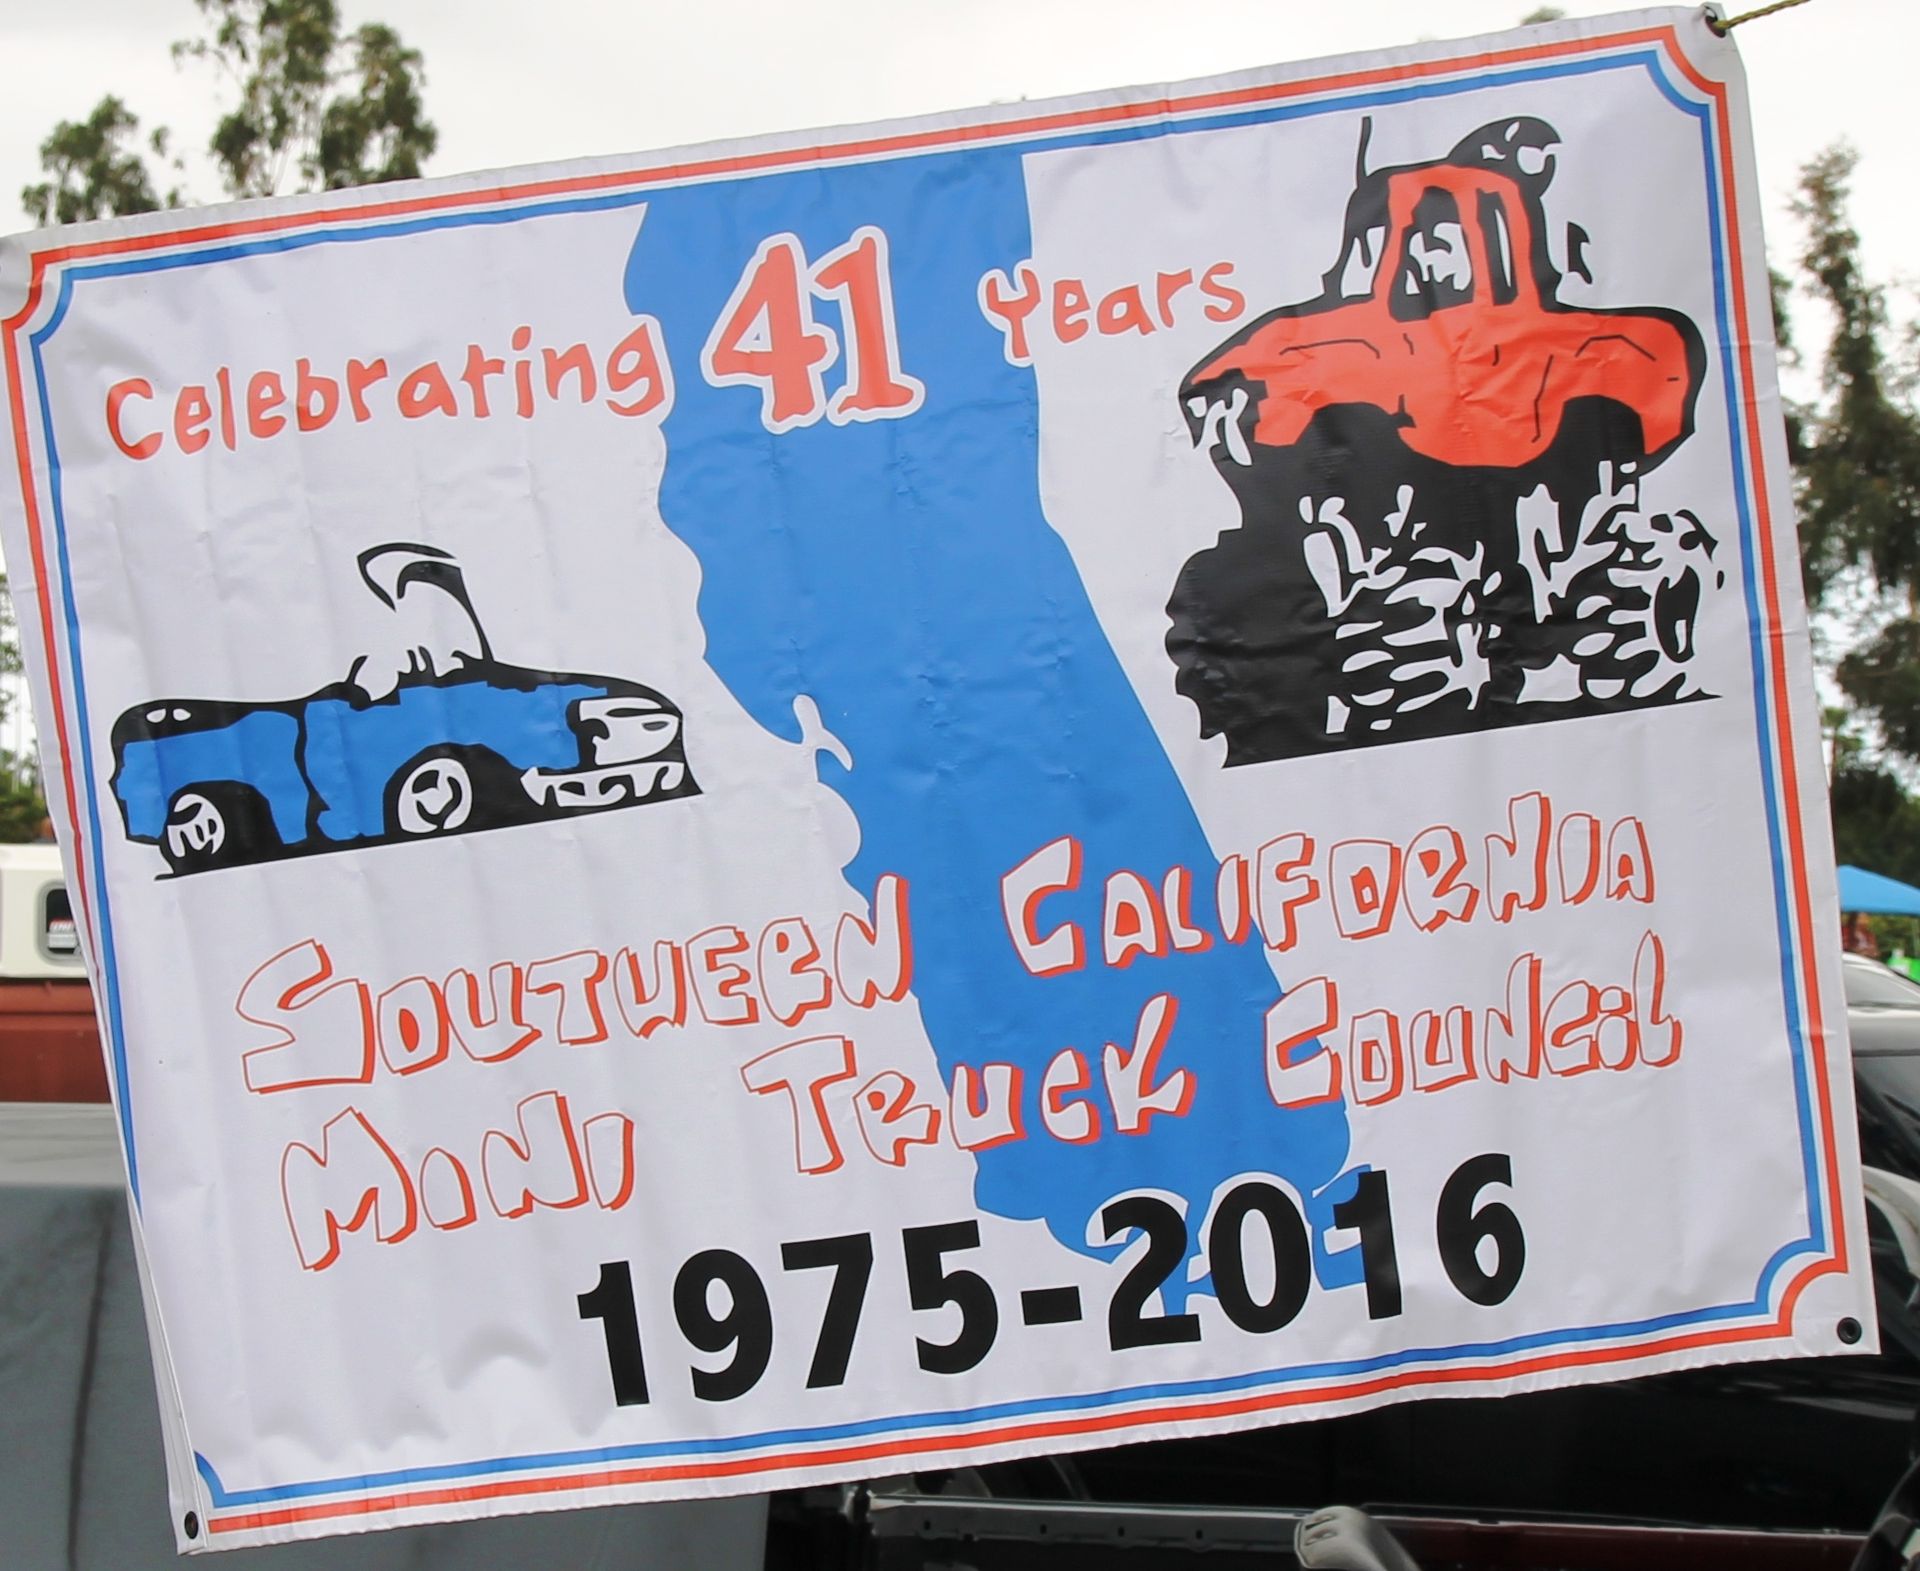 Celebrating 41 Years
Southern California
Mini Truck Council
1975-2016